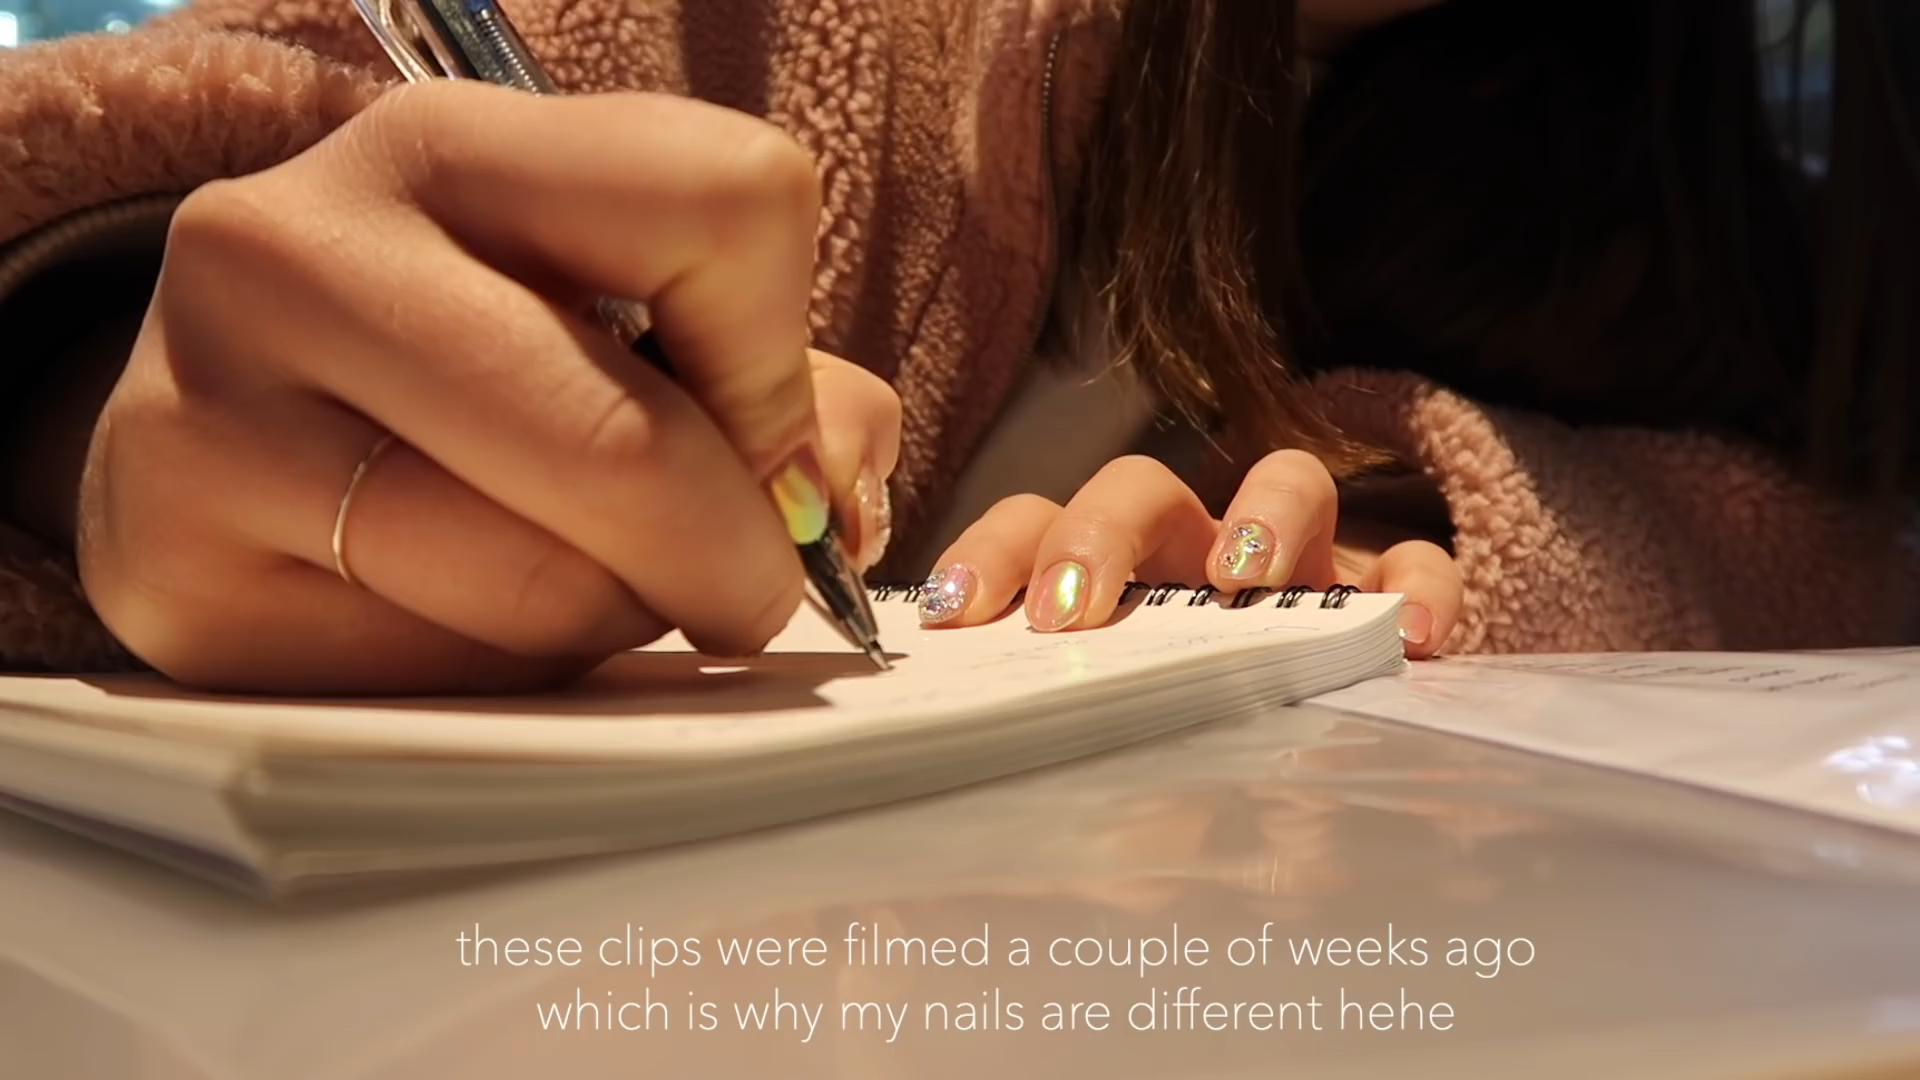 these clips were filmed a couple of weeks ago
which is why my nails are different hehe